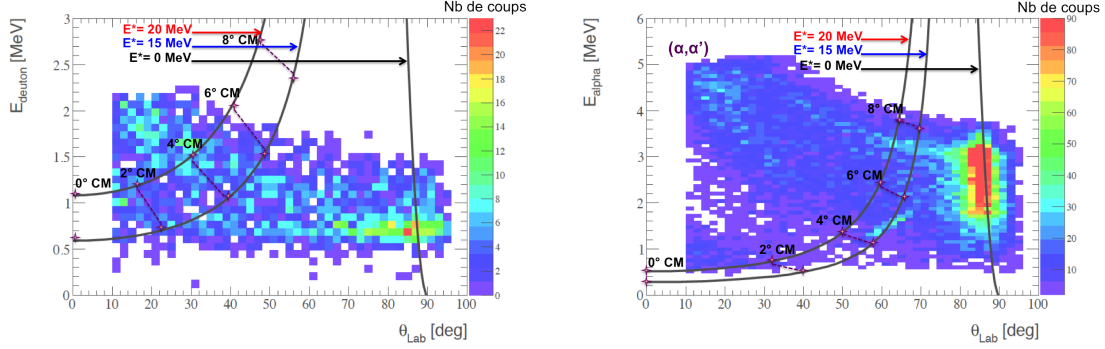 Nb de coups
E*= 20 MeV
E*= 15 MeV
E*= 0 MeV
8° CM
6° CM
4° CM
2° CM
0° CM
E_deuton [MeV]
3
2.5
2
1.5
1
0.5
0
0 10 20 30 40 50 60 70 80 90 100
θ_Lab [deg]
22
20
18
16
14
12
10
8
6
4
2
0
Nb de coups
(α,α')
E*= 20 MeV
E*= 15 MeV
E*= 0 MeV
8° CM
6° CM
4° CM
2° CM
0° CM
E_alpha [MeV]
6
5
4
3
2
1
0
0 10 20 30 40 50 60 70 80 90 100
θ_Lab [deg]
90
80
70
60
50
40
30
20
10